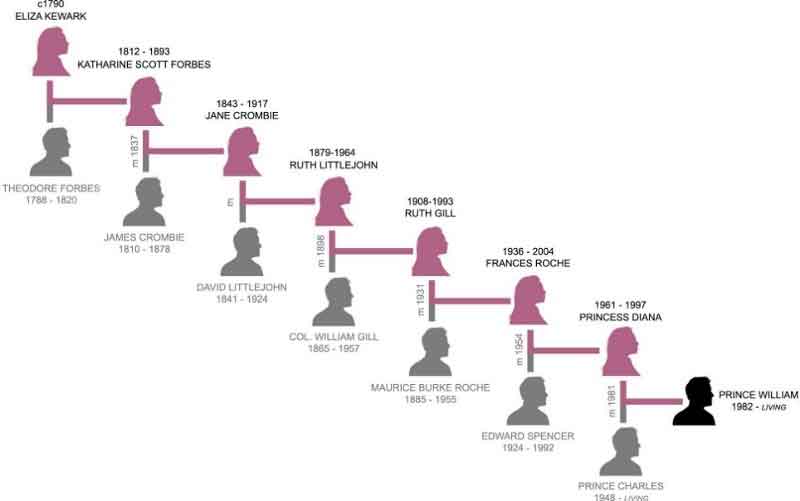 c1790
ELIZA KEWARK
1812 - 1893
KATHARINE SCOTT FORBES
1843 - 1917
JANE CROMBIE
m 1837
THEODORE FORBES
1788 - 1820
1879-1964
RUTH LITTLEJOHN
m
JAMES CROMBIE
1810 - 1878
1908-1993
RUTH GILL
m 1898
DAVID LITTLEJOHN
1841 - 1924
1936 - 2004
FRANCES ROCHE
m 1931
COL. WILLIAM GILL
1865 - 1957
1961 - 1997
PRINCESS DIANA
m 1954
MAURICE BURKE ROCHE
1885 - 1955
m 1981
PRINCE WILLIAM
1982 - LIVING
EDWARD SPENCER
1924 - 1992
PRINCE CHARLES
1948 - LIVING